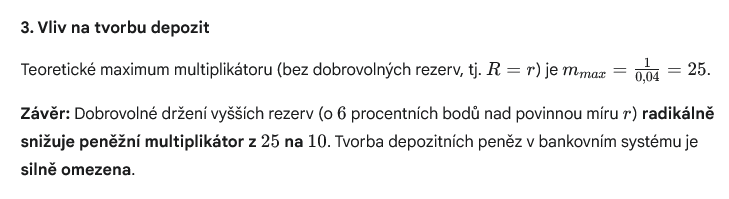 3. Vliv na tvorbu depozit
Teoretické maximum multiplikátoru (bez dobrovolných rezerv, tj. R = r) je m_max = 1/0,04 = 25.
Závěr: Dobrovolné držení vyšších rezerv (o 6 procentních bodů nad povinnou míru r) radikálně
snižuje peněžní multiplikátor z 25 na 10. Tvorba depozitních peněz v bankovním systému je
silně omezena.